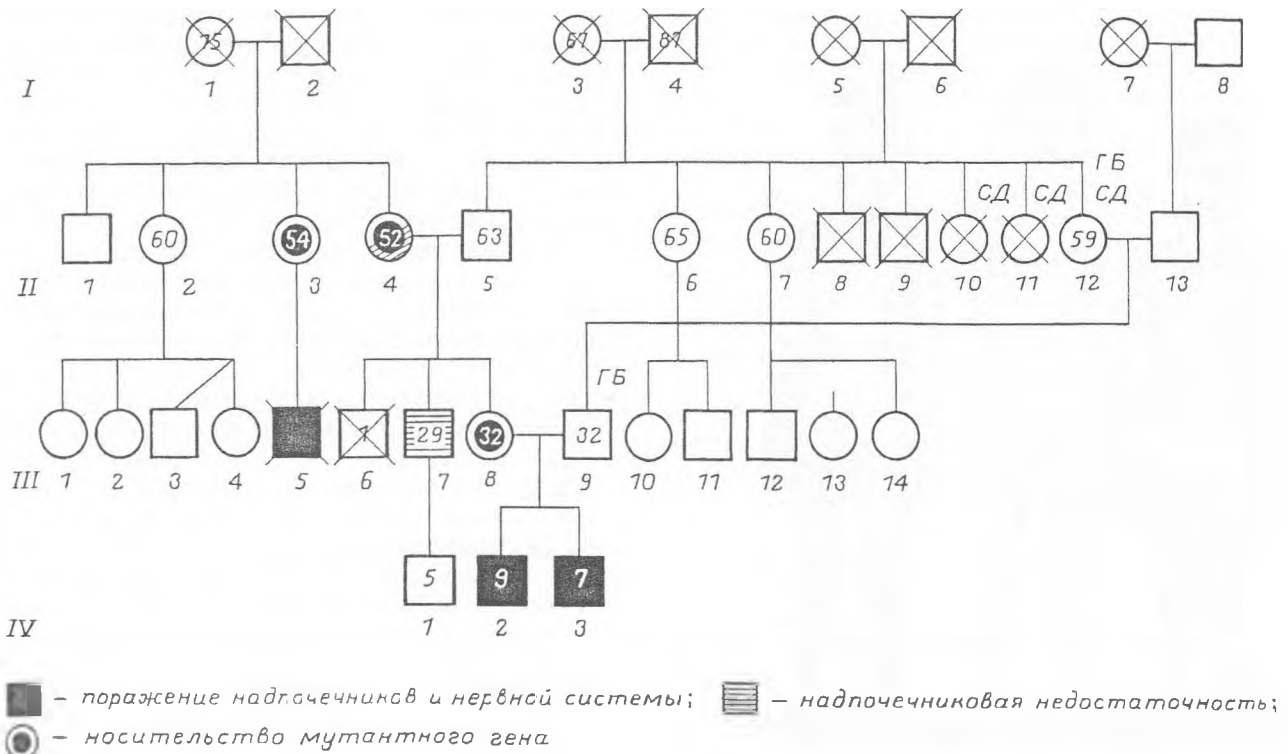 75 67 87
1 2 3 4 5 6 7 8
I
ГБ
СД СД СД
60 54 52 63 65 60 59
1 2 3 4 5 6 7 8 9 10 11 12 13
II
ГБ
1 29 32 32
III 1 2 3 4 5 6 7 8 9 10 11 12 13 14
5 9 7
1 2 3
IV
– поражение надпочечников и нервной системы; – надпочечниковая недостаточность;
– носительство мутантного гена